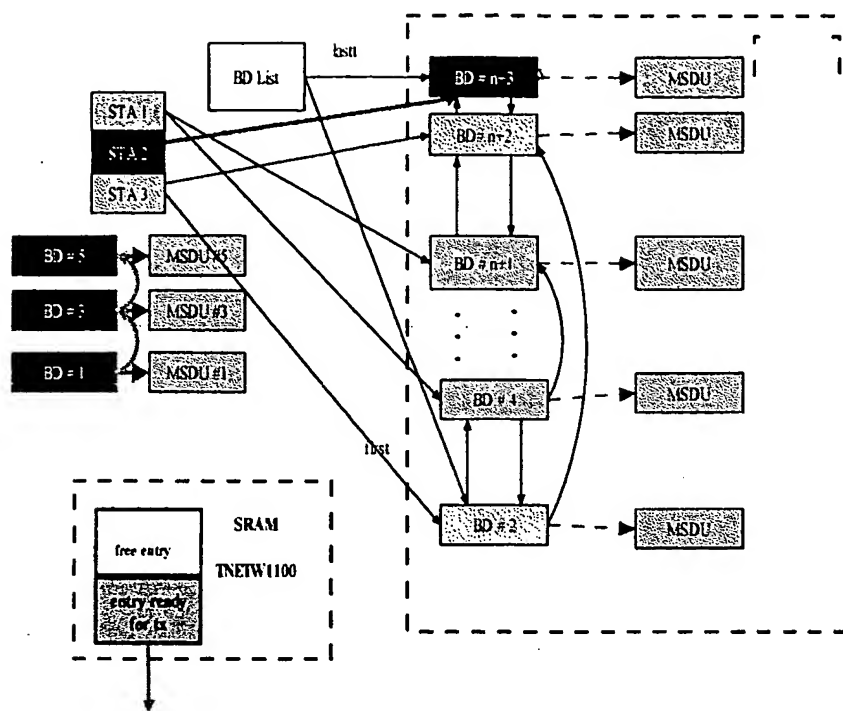 lastt
BD List
BD = n+3
MSDU
STA 1
STA 2
STA 3
BD # n+2
MSDU
BD # n+1
MSDU
BD = 5
MSDU #5
BD = 3
MSDU #3
BD = 1
MSDU #1
BD # 4
MSDU
first
BD # 2
MSDU
SRAM
TNETW1100
free entry
entry ready
for tx